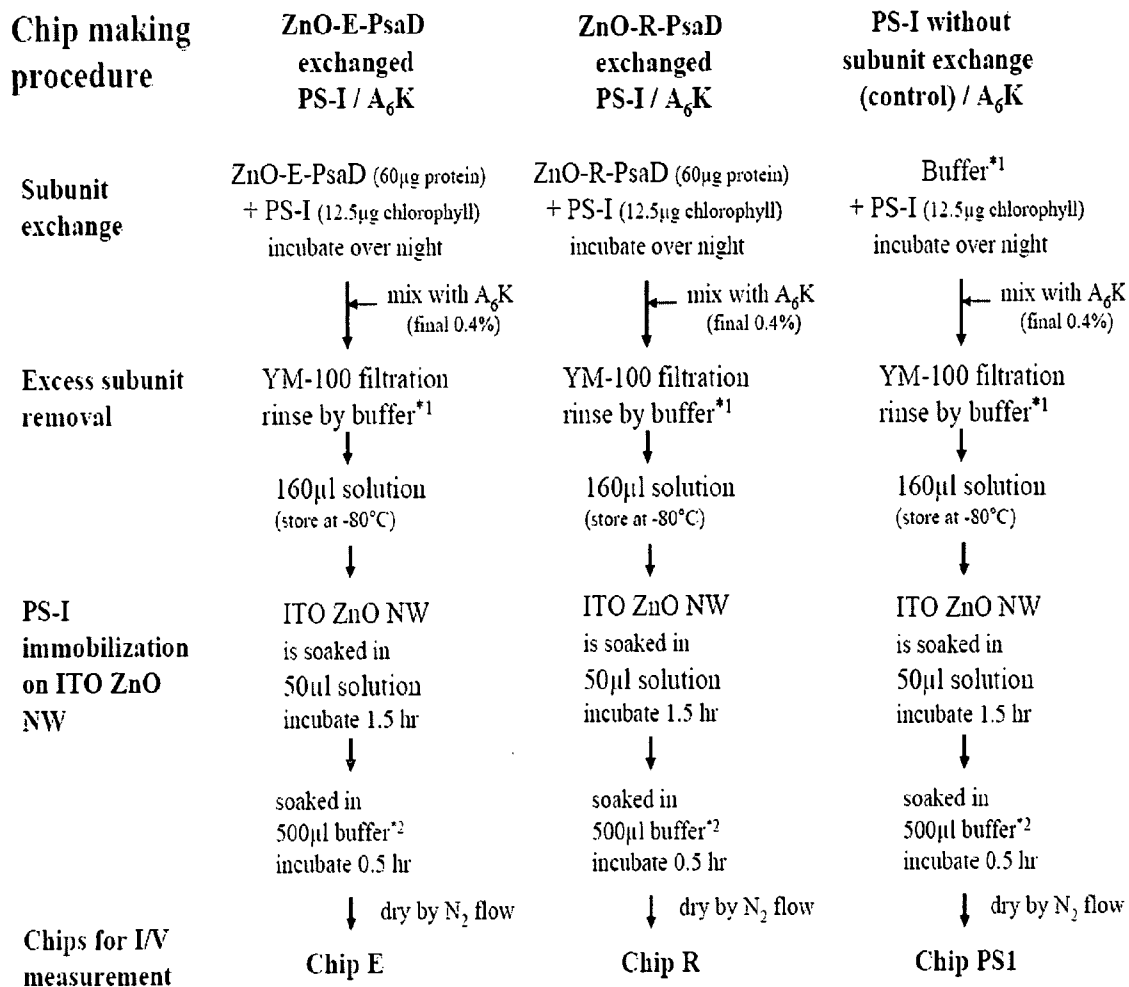 Chip making
procedure
ZnO-E-PsaD
exchanged
PS-I / A₆K
ZnO-R-PsaD
exchanged
PS-I / A₆K
PS-I without
subunit exchange
(control) / A₆K
Subunit
exchange
ZnO-E-PsaD (60µg protein)
+ PS-I (12.5µg chlorophyll)
incubate over night
ZnO-R-PsaD (60µg protein)
+ PS-I (12.5µg chlorophyll)
incubate over night
Buffer*1
+ PS-I (12.5µg chlorophyll)
incubate over night
mix with A₆K
(final 0.4%)
mix with A₆K
(final 0.4%)
mix with A₆K
(final 0.4%)
Excess subunit
removal
YM-100 filtration
rinse by buffer*1
YM-100 filtration
rinse by buffer*1
YM-100 filtration
rinse by buffer*1
160µl solution
(store at -80°C)
160µl solution
(store at -80°C)
160µl solution
(store at -80°C)
PS-I
immobilization
on ITO ZnO
NW
ITO ZnO NW
is soaked in
50µl solution
incubate 1.5 hr
ITO ZnO NW
is soaked in
50µl solution
incubate 1.5 hr
ITO ZnO NW
is soaked in
50µl solution
incubate 1.5 hr
soaked in
500µl buffer*2
incubate 0.5 hr
soaked in
500µl buffer*2
incubate 0.5 hr
soaked in
500µl buffer*2
incubate 0.5 hr
dry by N₂ flow
dry by N₂ flow
dry by N₂ flow
Chips for I/V
measurement
Chip E
Chip R
Chip PS1